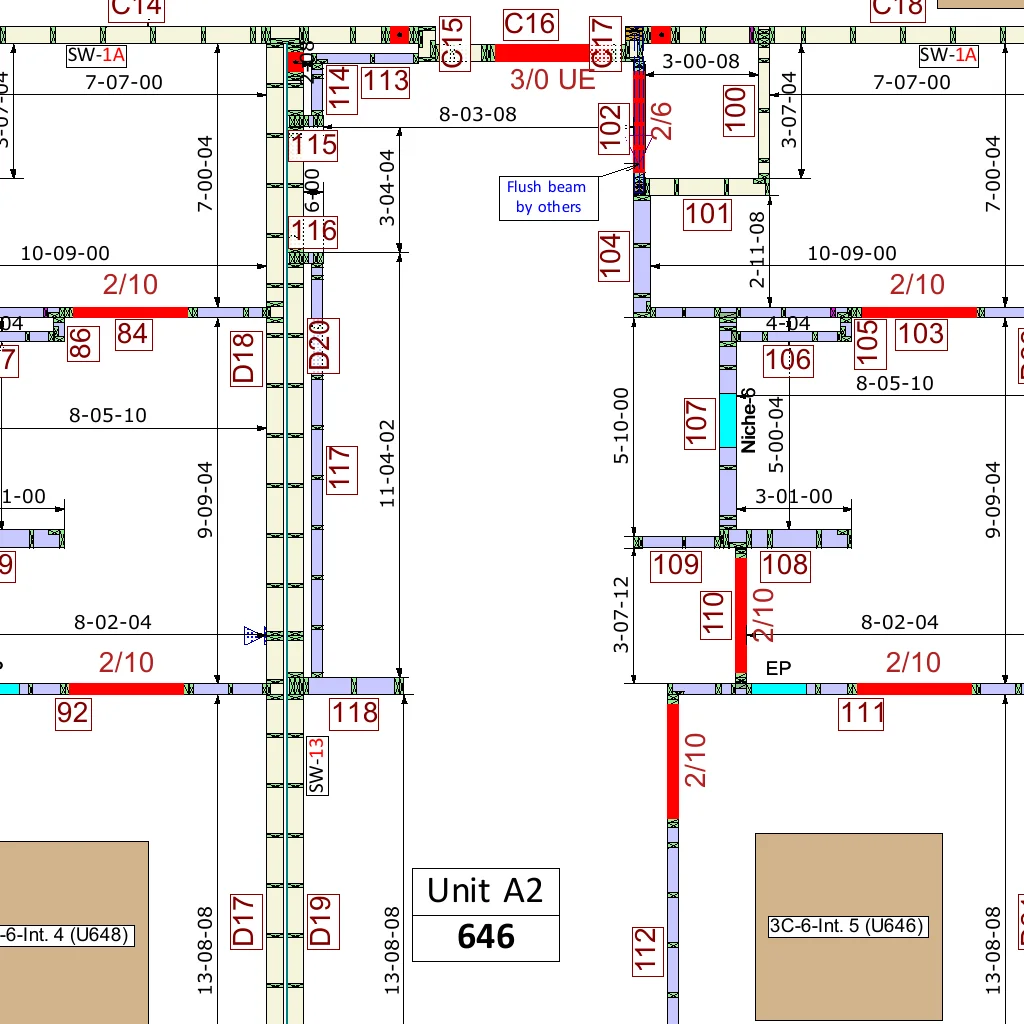 C14
C15
C16
C17
C18
SW-1A
SW-1A
3/0 UE
7-07-00
3-07-04
7-00-04
114
113
115
116
8-03-08
3-04-04
102
2/6
3-00-08
100
3-07-04
7-07-00
7-00-04
Flush beam
by others
101
104
2-11-08
10-09-00
10-09-00
2/10
2/10
86
84
D18
D20
4-04
105
103
106
8-05-10
8-05-10
5-10-00
107
Niche-6
5-00-04
117
11-04-02
9-09-04
9-09-04
1-00
3-01-00
109
108
110
2/10
3-07-12
8-02-04
8-02-04
2/10
EP
2/10
92
118
111
SW-13
2/10
Unit A2
646
D17
D19
13-08-08
13-08-08
13-08-08
112
-6-Int. 4 (U648)
3C-6-Int. 5 (U646)